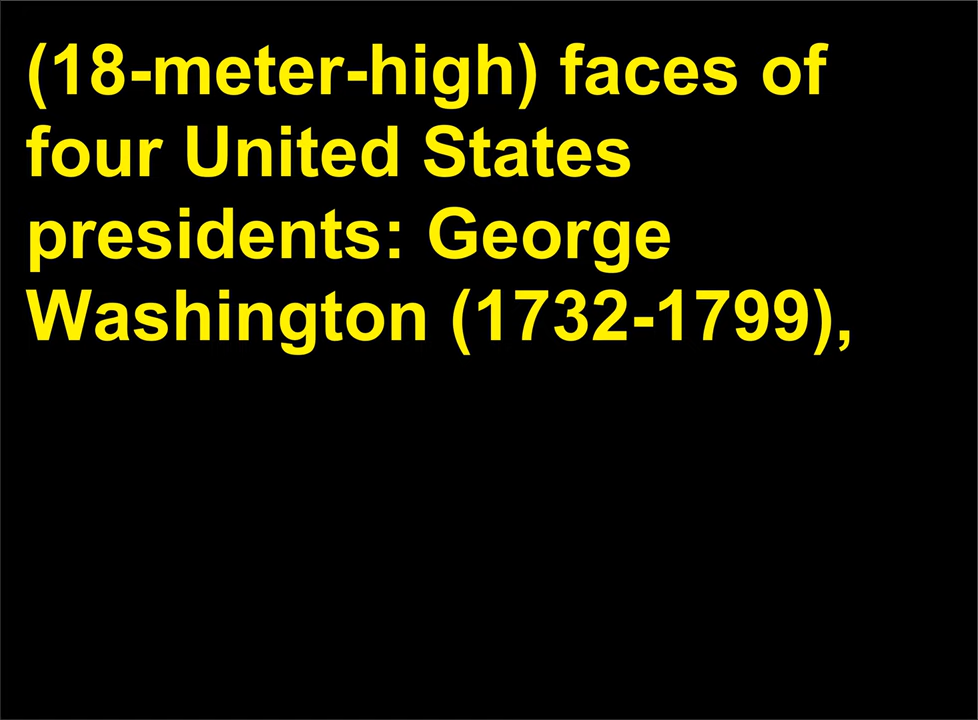 (18-meter-high) faces of
four United States
presidents: George
Washington (1732-1799),